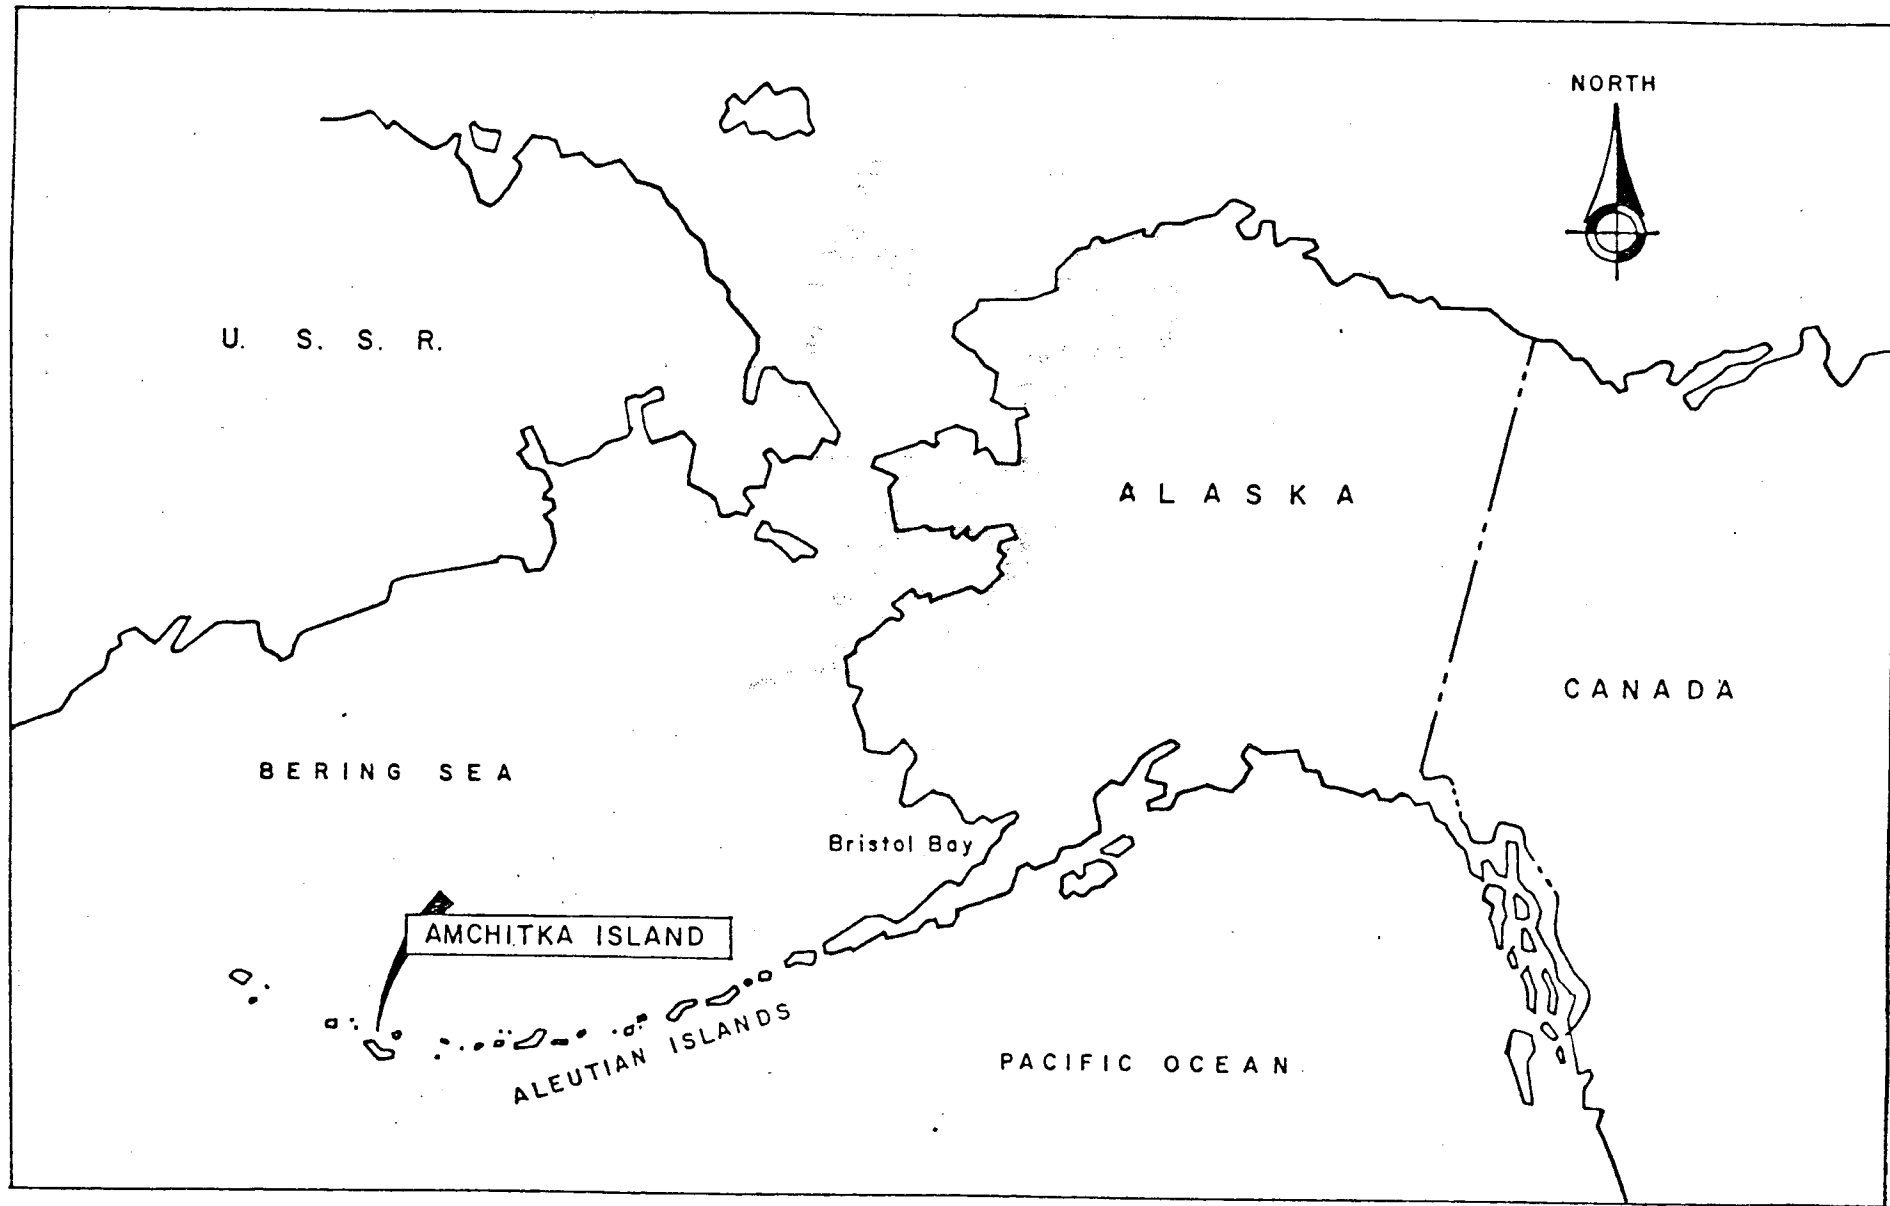 NORTH
U. S. S. R.
ALASKA
CANADA
BERING SEA
Bristol Bay
AMCHITKA ISLAND
ALEUTIAN ISLANDS
PACIFIC OCEAN